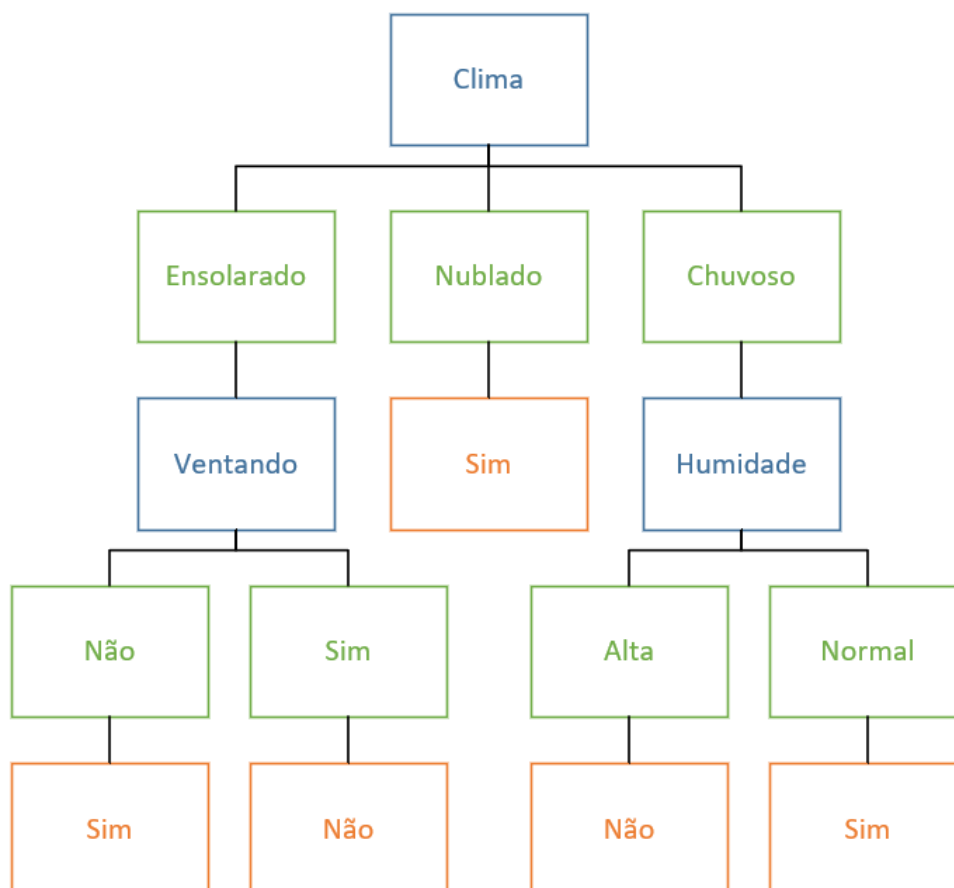 Clima
Ensolarado
Nublado
Chuvoso
Ventando
Sim
Humidade
Não
Sim
Alta
Normal
Sim
Não
Não
Sim